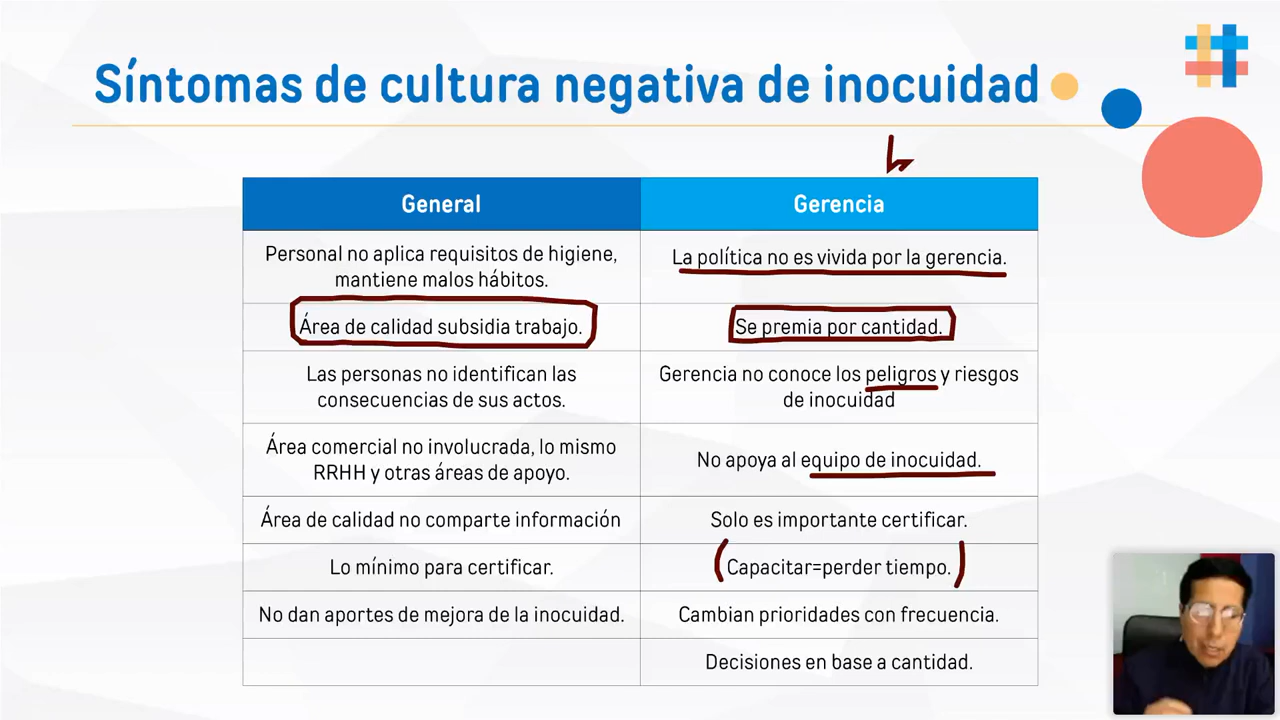 Síntomas de cultura negativa de inocuidad
General
Gerencia
Personal no aplica requisitos de higiene,
mantiene malos hábitos.
La política no es vivida por la gerencia.
Área de calidad subsidia trabajo.
Se premia por cantidad.
Las personas no identifican las
consecuencias de sus actos.
Gerencia no conoce los peligros y riesgos
de inocuidad
Área comercial no involucrada, lo mismo
RRHH y otras áreas de apoyo.
No apoya al equipo de inocuidad.
Área de calidad no comparte información
Solo es importante certificar.
Lo mínimo para certificar.
Capacitar=perder tiempo.
No dan aportes de mejora de la inocuidad.
Cambian prioridades con frecuencia.
Decisiones en base a cantidad.